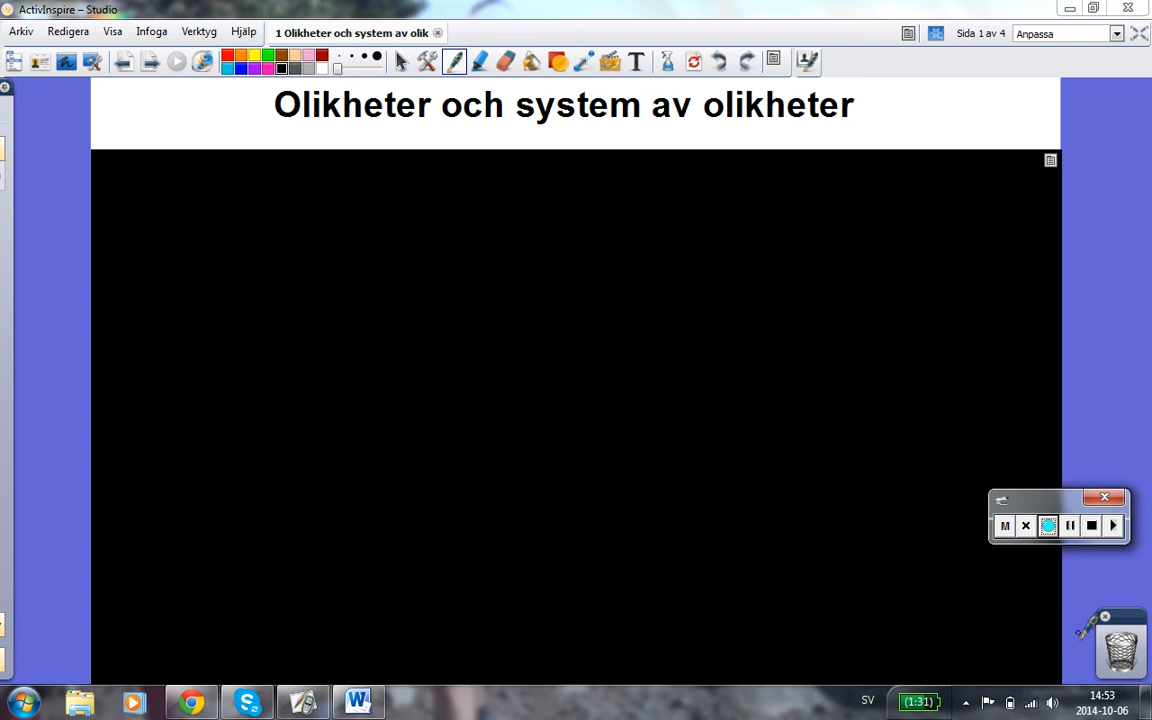 ActivInspire – Studio
Arkiv Redigera Visa Infoga Verktyg Hjälp 1 Olikheter och system av olik Sida 1 av 4 Anpassa
T
Olikheter och system av olikheter
M
SV (1:31) 14:53
2014-10-06